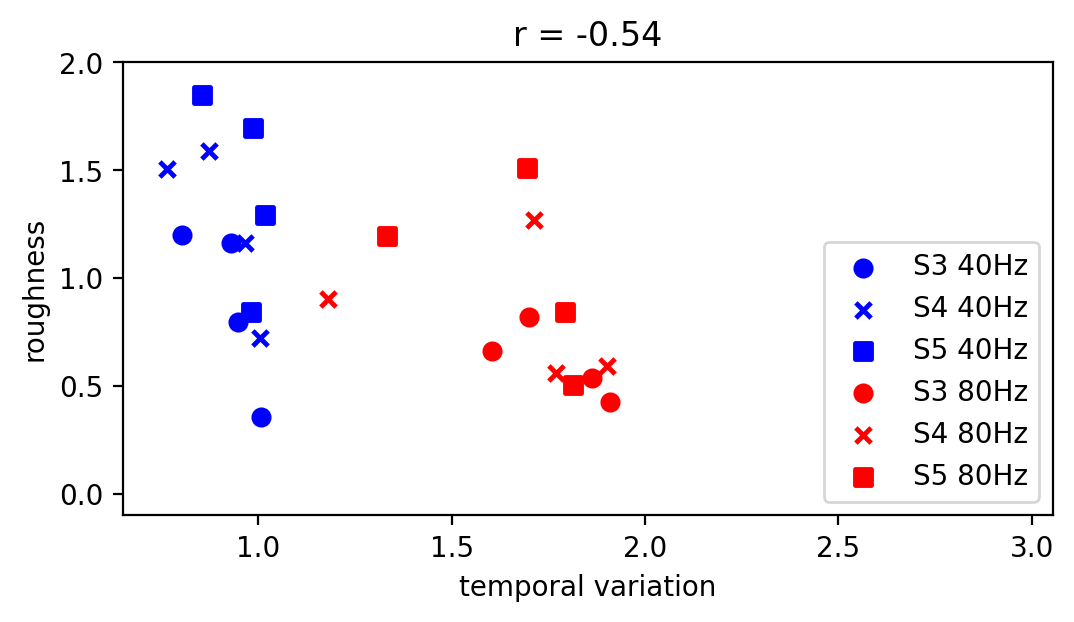 r = -0.54
2.0
1.5
1.0
0.5
0.0
roughness
S3 40Hz
S4 40Hz
S5 40Hz
S3 80Hz
S4 80Hz
S5 80Hz
1.0 1.5 2.0 2.5 3.0
temporal variation